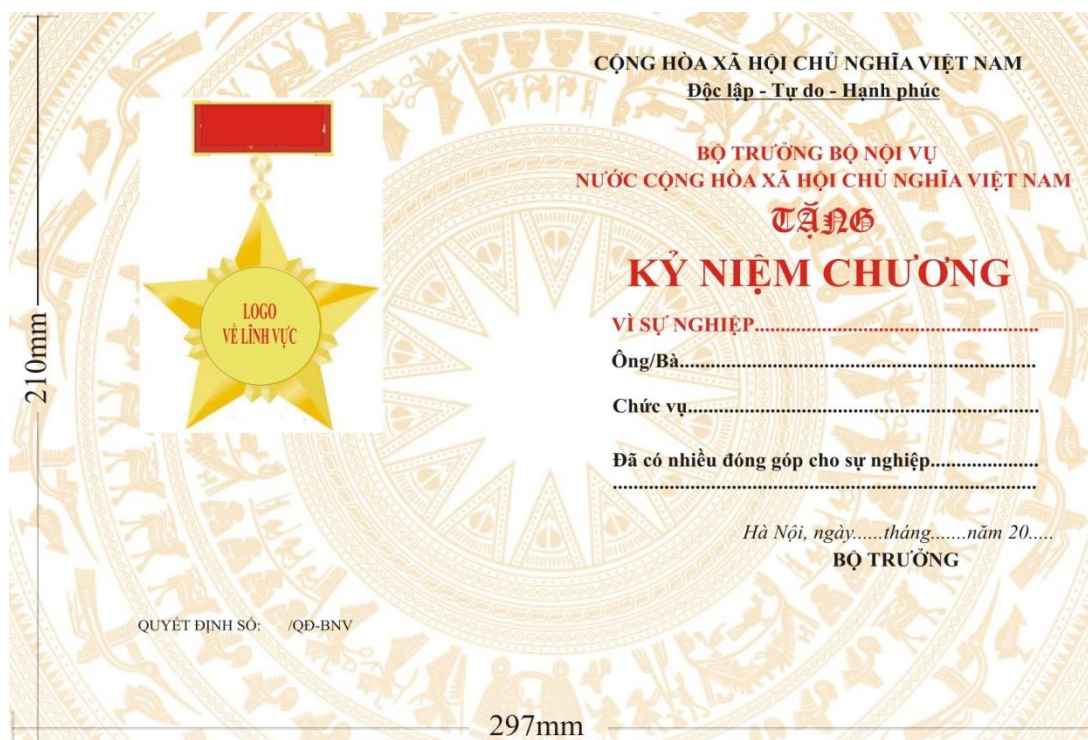 CỘNG HÒA XÃ HỘI CHỦ NGHĨA VIỆT NAM
Độc lập - Tự do - Hạnh phúc
BỘ TRƯỞNG BỘ NỘI VỤ
NƯỚC CỘNG HÒA XÃ HỘI CHỦ NGHĨA VIỆT NAM
TẶNG
KỶ NIỆM CHƯƠNG
VÌ SỰ NGHIỆP................................................
Ông/Bà.............................................................
Chức vụ............................................................
Đã có nhiều đóng góp cho sự nghiệp...................
........................................................................
Hà Nội, ngày......tháng.......năm 20.....
BỘ TRƯỞNG
LOGO
VỀ LĨNH VỰC
QUYẾT ĐỊNH SỐ: /QĐ-BNV
210mm
297mm